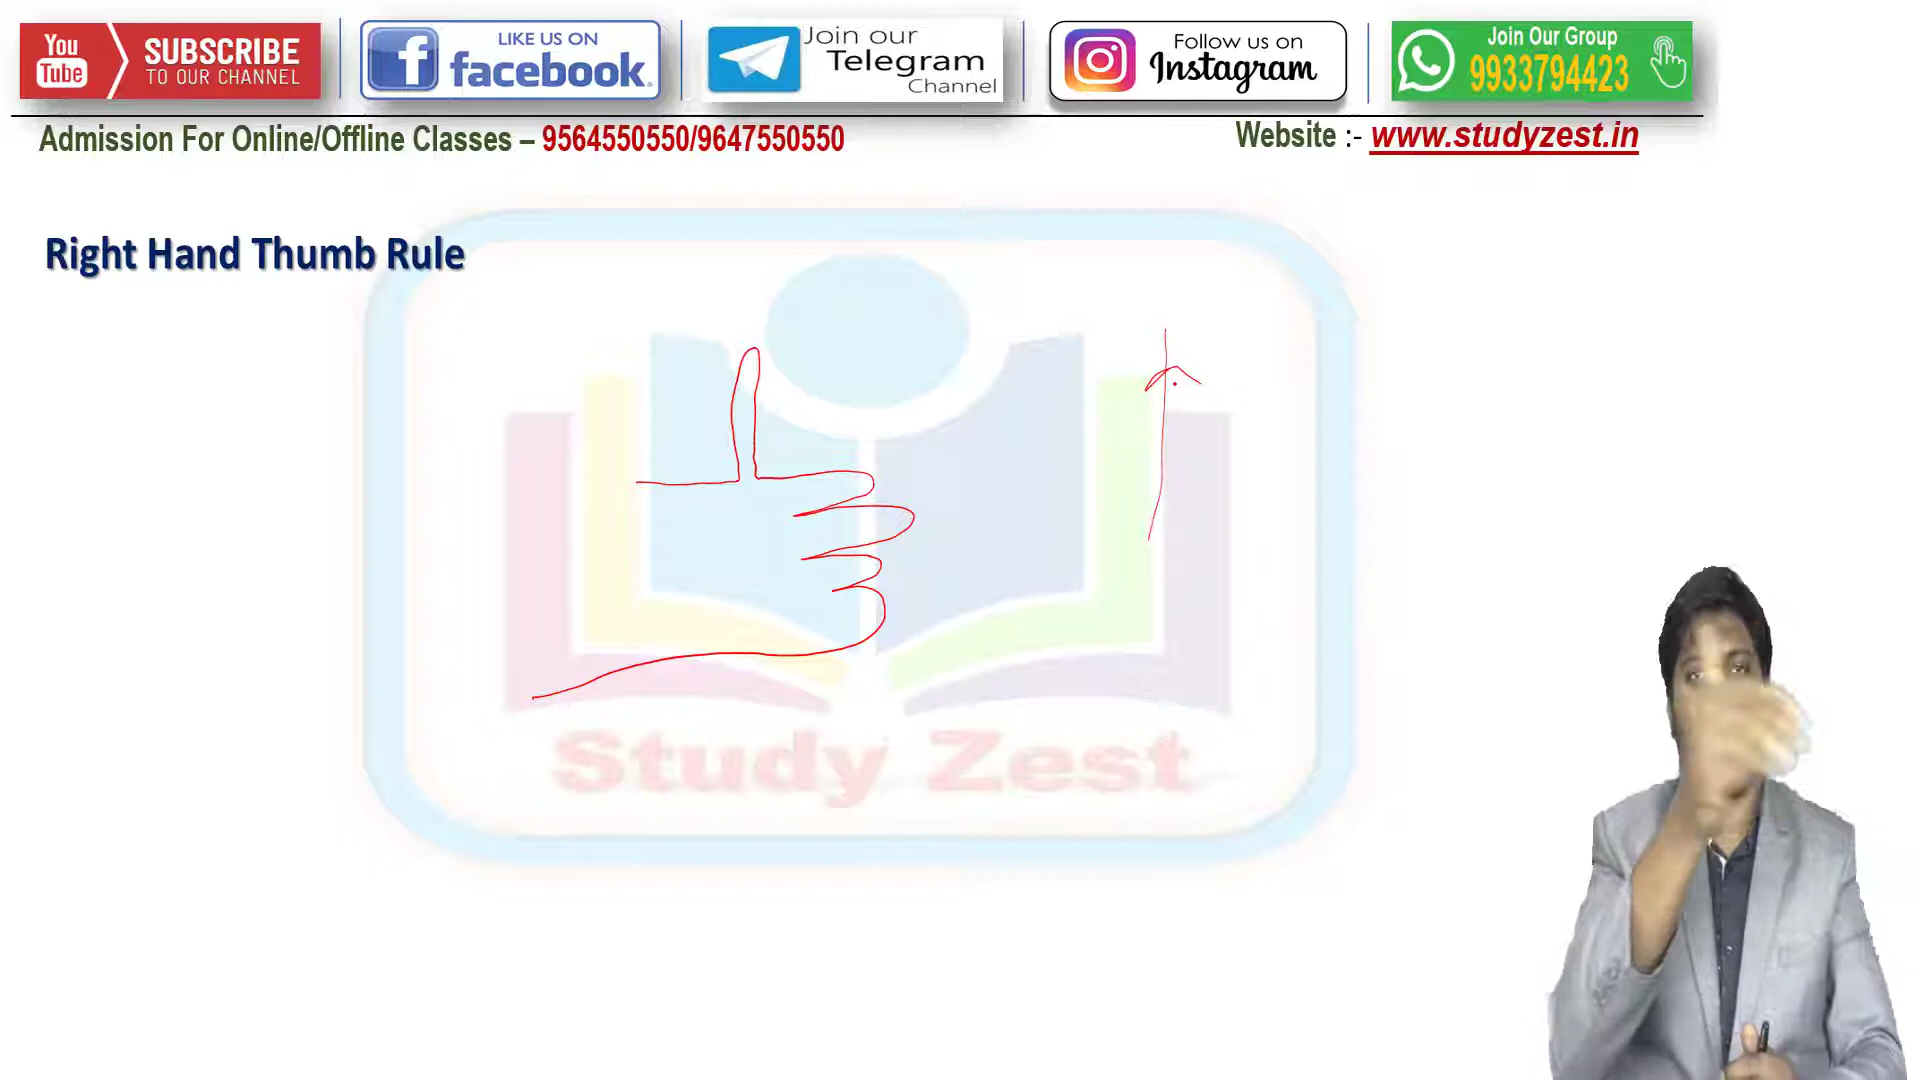 You
Tube
SUBSCRIBE
TO OUR CHANNEL
LIKE US ON
facebook
Join our
Telegram
Channel
Follow us on
Instagram
Join Our Group
9933794423
Admission For Online/Offline Classes – 9564550550/9647550550
Website :- www.studyzest.in
Right Hand Thumb Rule
Study Zest